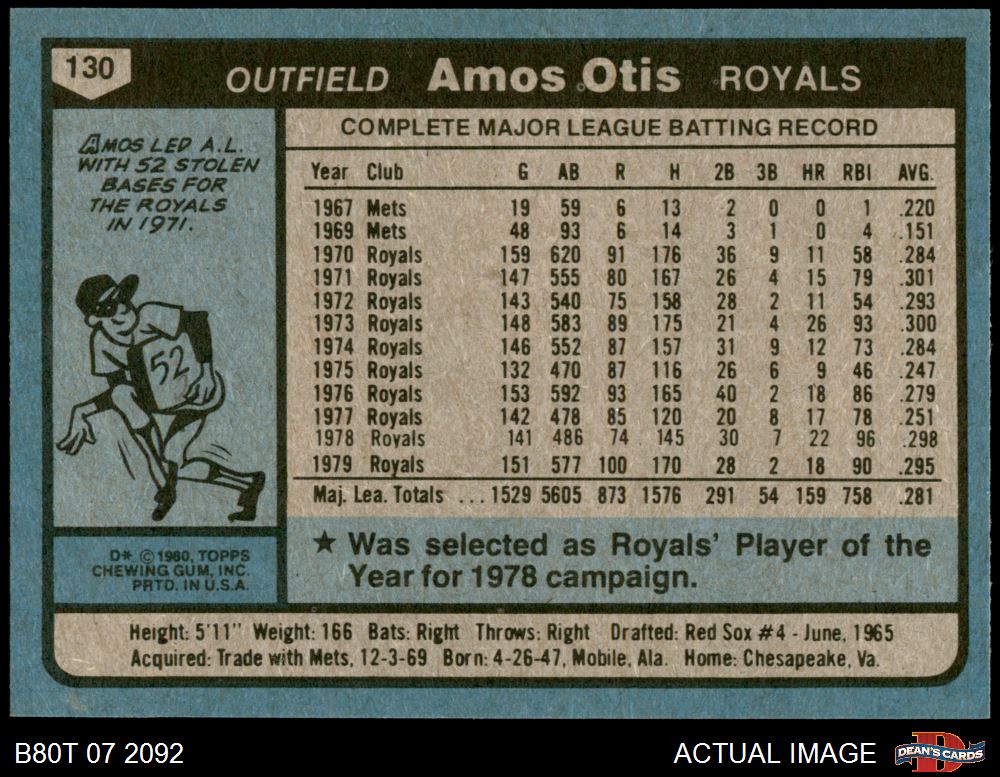 130
OUTFIELD Amos Otis ROYALS
AMOS LED A.L.
WITH 52 STOLEN
BASES FOR
THE ROYALS
IN 1971.
52
D* © 1980, TOPPS
CHEWING GUM, INC.
PRTD. IN U.S.A.
COMPLETE MAJOR LEAGUE BATTING RECORD
Year Club G AB R H 2B 3B HR RBI AVG.
1967 Mets 19 59 6 13 2 0 0 1 .220
1969 Mets 48 93 6 14 3 1 0 4 .151
1970 Royals 159 620 91 176 36 9 11 58 .284
1971 Royals 147 555 80 167 26 4 15 79 .301
1972 Royals 143 540 75 158 28 2 11 54 .293
1973 Royals 148 583 89 175 21 4 26 93 .300
1974 Royals 146 552 87 157 31 9 12 73 .284
1975 Royals 132 470 87 116 26 6 9 46 .247
1976 Royals 153 592 93 165 40 2 18 86 .279
1977 Royals 142 478 85 120 20 8 17 78 .251
1978 Royals 141 486 74 145 30 7 22 96 .298
1979 Royals 151 577 100 170 28 2 18 90 .295
Maj. Lea. Totals ... 1529 5605 873 1576 291 54 159 758 .281
★ Was selected as Royals' Player of the
Year for 1978 campaign.
Height: 5'11" Weight: 166 Bats: Right Throws: Right Drafted: Red Sox #4 - June, 1965
Acquired: Trade with Mets, 12-3-69 Born: 4-26-47, Mobile, Ala. Home: Chesapeake, Va.
B80T 07 2092 ACTUAL IMAGE DEAN'S CARDS